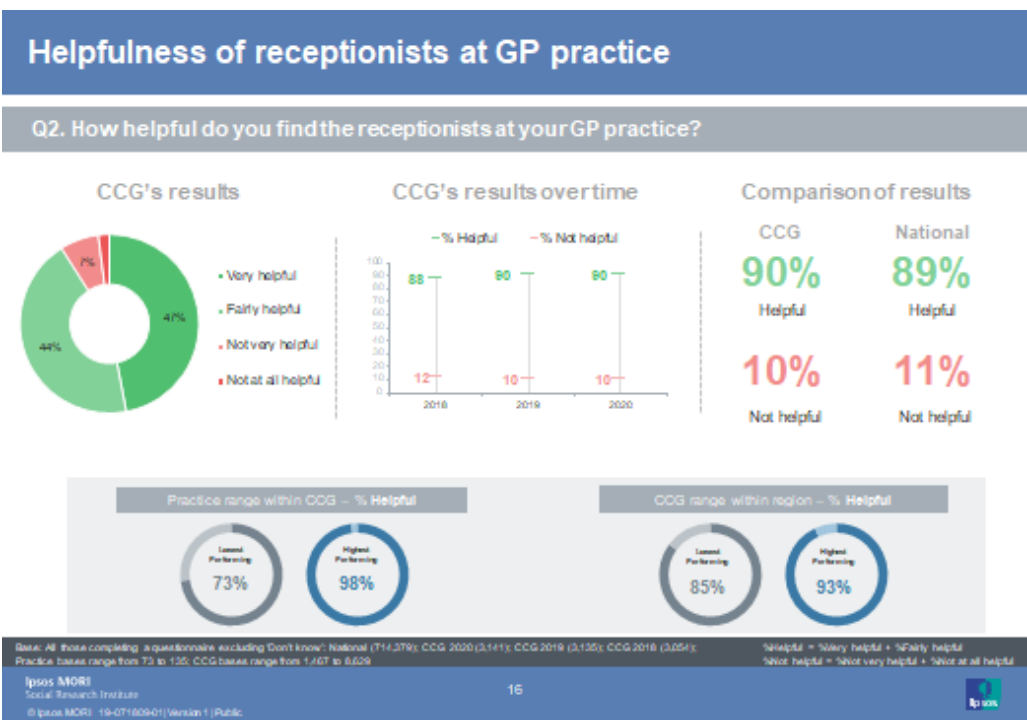 Helpfulness of receptionists at GP practice
Q2. How helpful do you find the receptionists at your GP practice?
CCG's results
47%
44%
7%
Very helpful
Fairly helpful
Not very helpful
Not at all helpful
CCG's results over time
% Helpful % Not helpful
100
90
80
70
60
50
40
30
20
10
0
88 90 90
12 10 10
2018 2019 2020
Comparison of results
CCG National
90% 89%
Helpful Helpful
10% 11%
Not helpful Not helpful
Practice range within CCG – % Helpful
Lowest Performing
73%
Highest Performing
98%
CCG range within region – % Helpful
Lowest Performing
85%
Highest Performing
93%
Base: All those completing a questionnaire excluding 'Don't know': National (714,379); CCG 2020 (3,141); CCG 2019 (3,135); CCG 2018 (3,054);
Practice bases range from 73 to 135; CCG bases range from 1,467 to 8,629
%Helpful = %Very helpful + %Fairly helpful
%Not helpful = %Not very helpful + %Not at all helpful
Ipsos MORI
Social Research Institute
16
© Ipsos MORI 19-071809-01 | Version 1 | Public
Ipsos